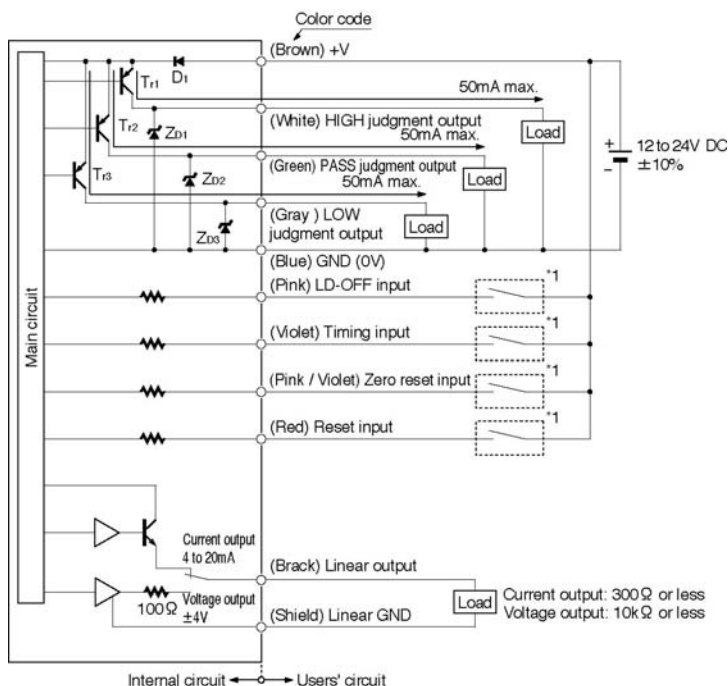 Color code
(Brown) +V
D1
Tr1
50mA max.
(White) HIGH judgment output
ZD1
Load
Tr2
50mA max.
+
12 to 24V DC
±10%
-
(Green) PASS judgment output
ZD2
Load
Tr3
50mA max.
(Gray ) LOW
judgment output
ZD3
Load
(Blue) GND (0V)
Main circuit
(Pink) LD-OFF input
*1
(Violet) Timing input
*1
(Pink / Violet) Zero reset input
*1
(Red) Reset input
*1
Current output
4 to 20mA
(Brack) Linear output
100Ω
Voltage output
±4V
Load
Current output: 300Ω or less
Voltage output: 10kΩ or less
(Shield) Linear GND
Internal circuit
Users' circuit